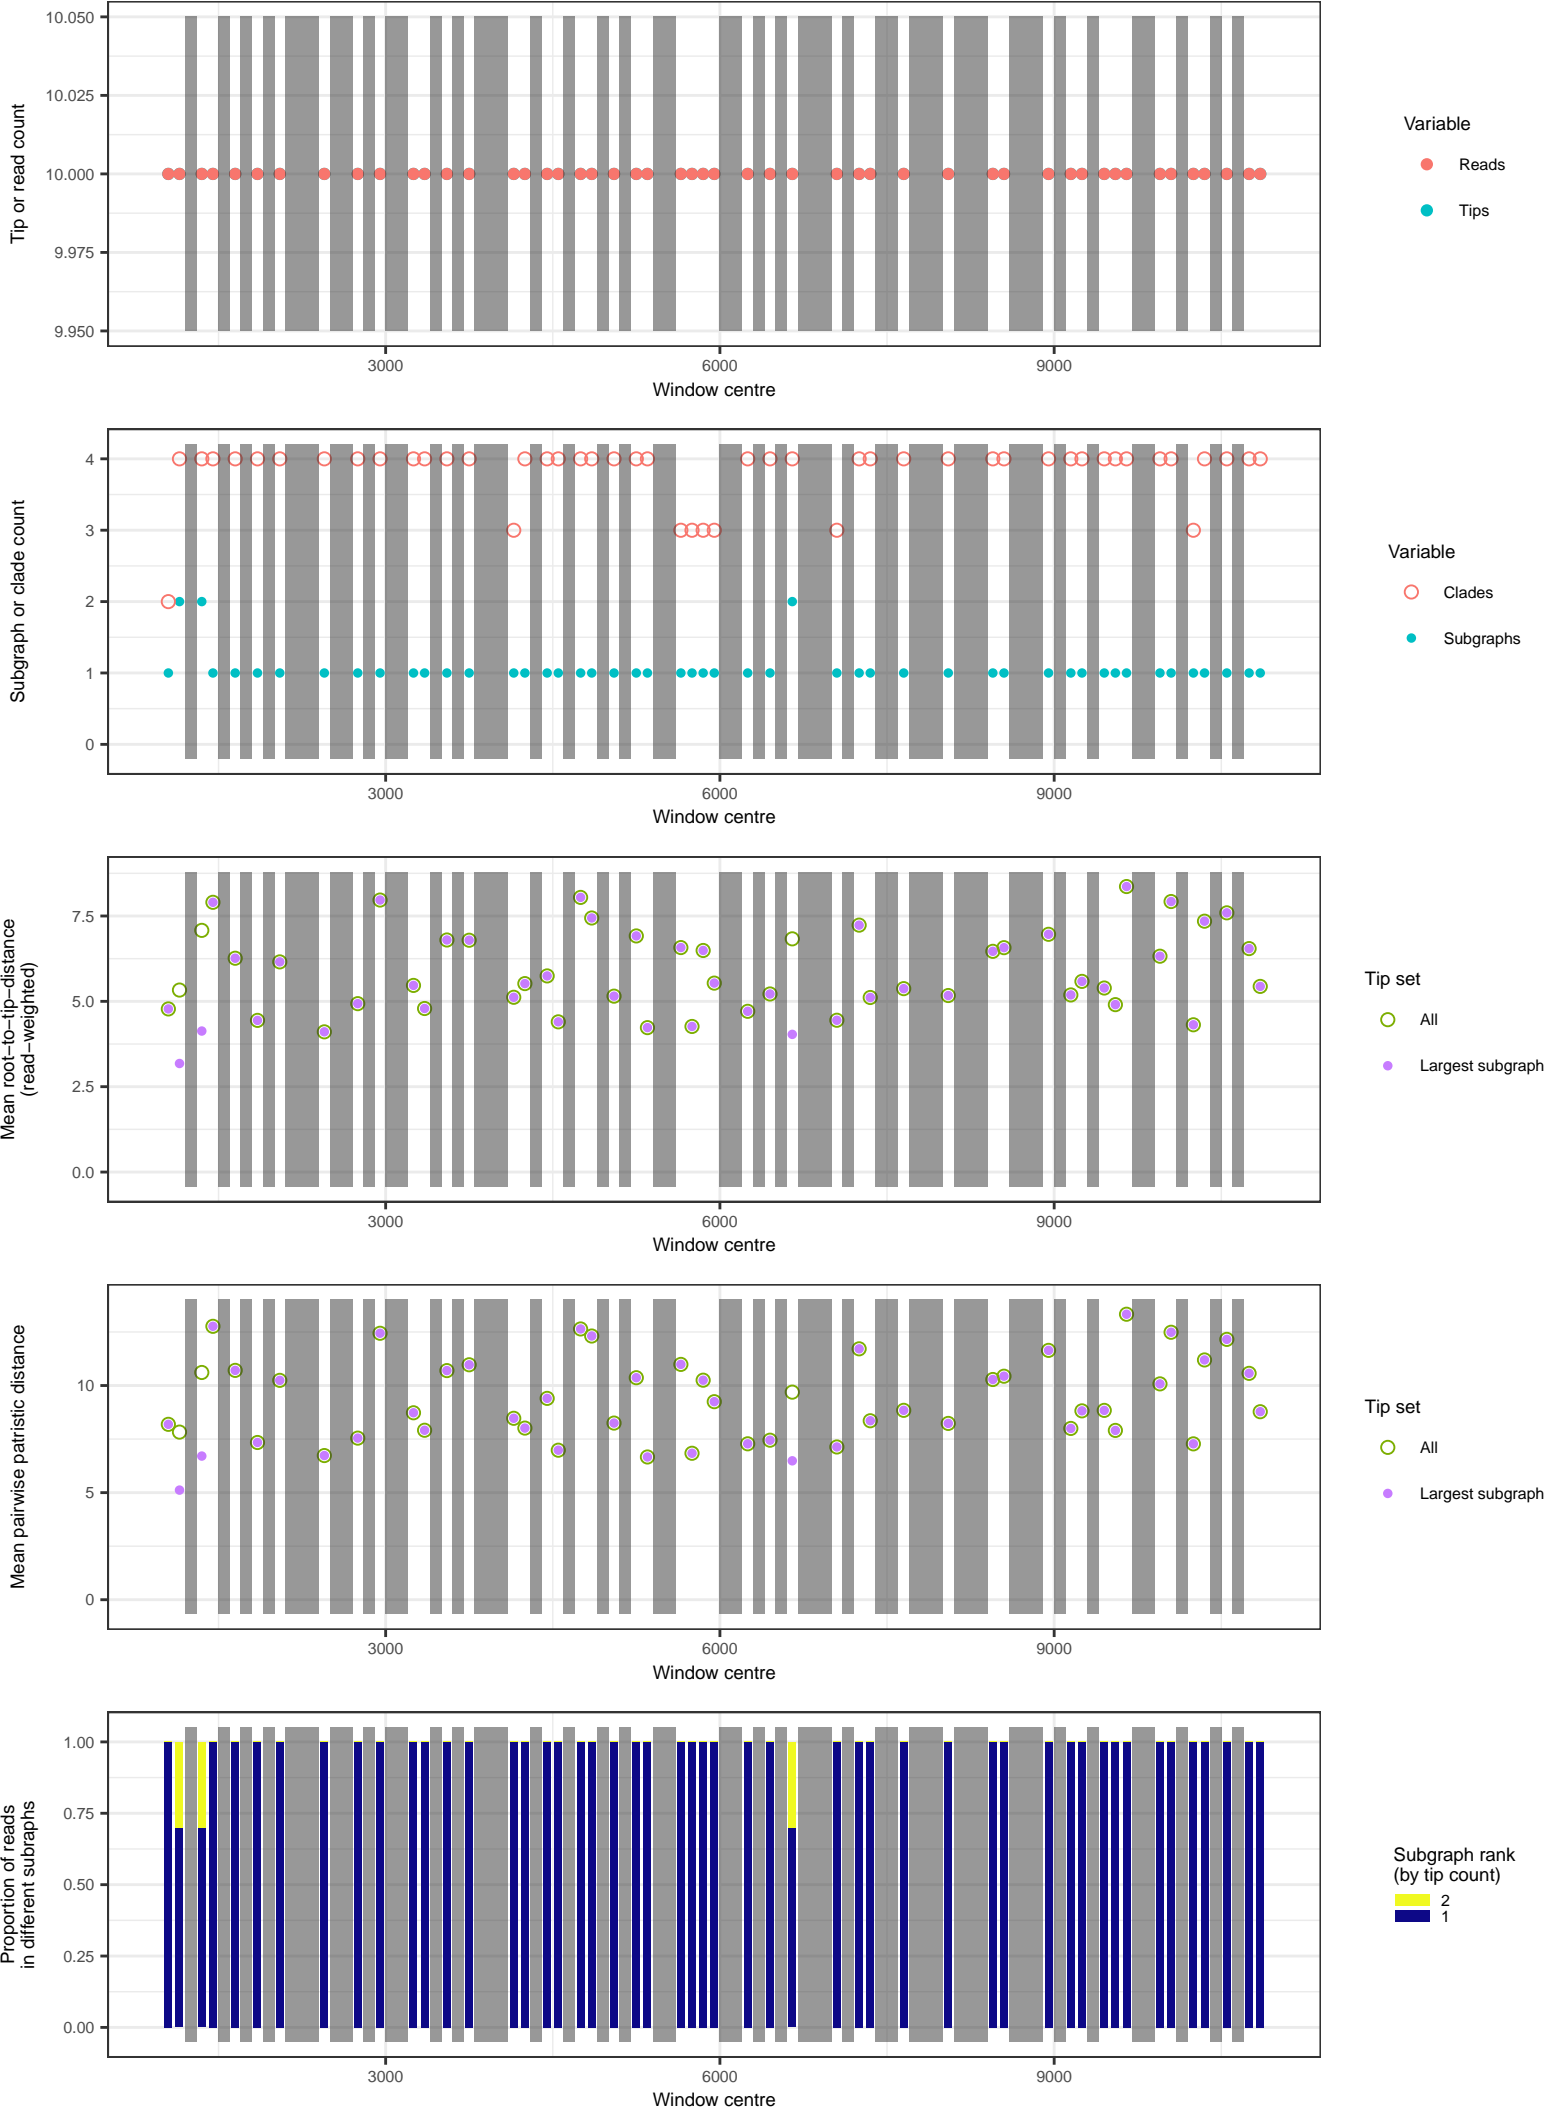 10.050
10.025
10.000
9.975
9.950
Tip or read count
3000
6000
9000
Window centre
Variable
Reads
Tips
4
3
2
1
0
Subgraph or clade count
3000
6000
9000
Window centre
Variable
Clades
Subgraphs
7.5
5.0
2.5
0.0
Mean root−to−tip−distance
(read−weighted)
3000
6000
9000
Window centre
Tip set
All
Largest subgraph
10
5
0
Mean pairwise patristic distance
3000
6000
9000
Window centre
Tip set
All
Largest subgraph
1.00
0.75
0.50
0.25
0.00
Proportion of reads
in different subraphs
3000
6000
9000
Window centre
Subgraph rank
(by tip count)
2
1